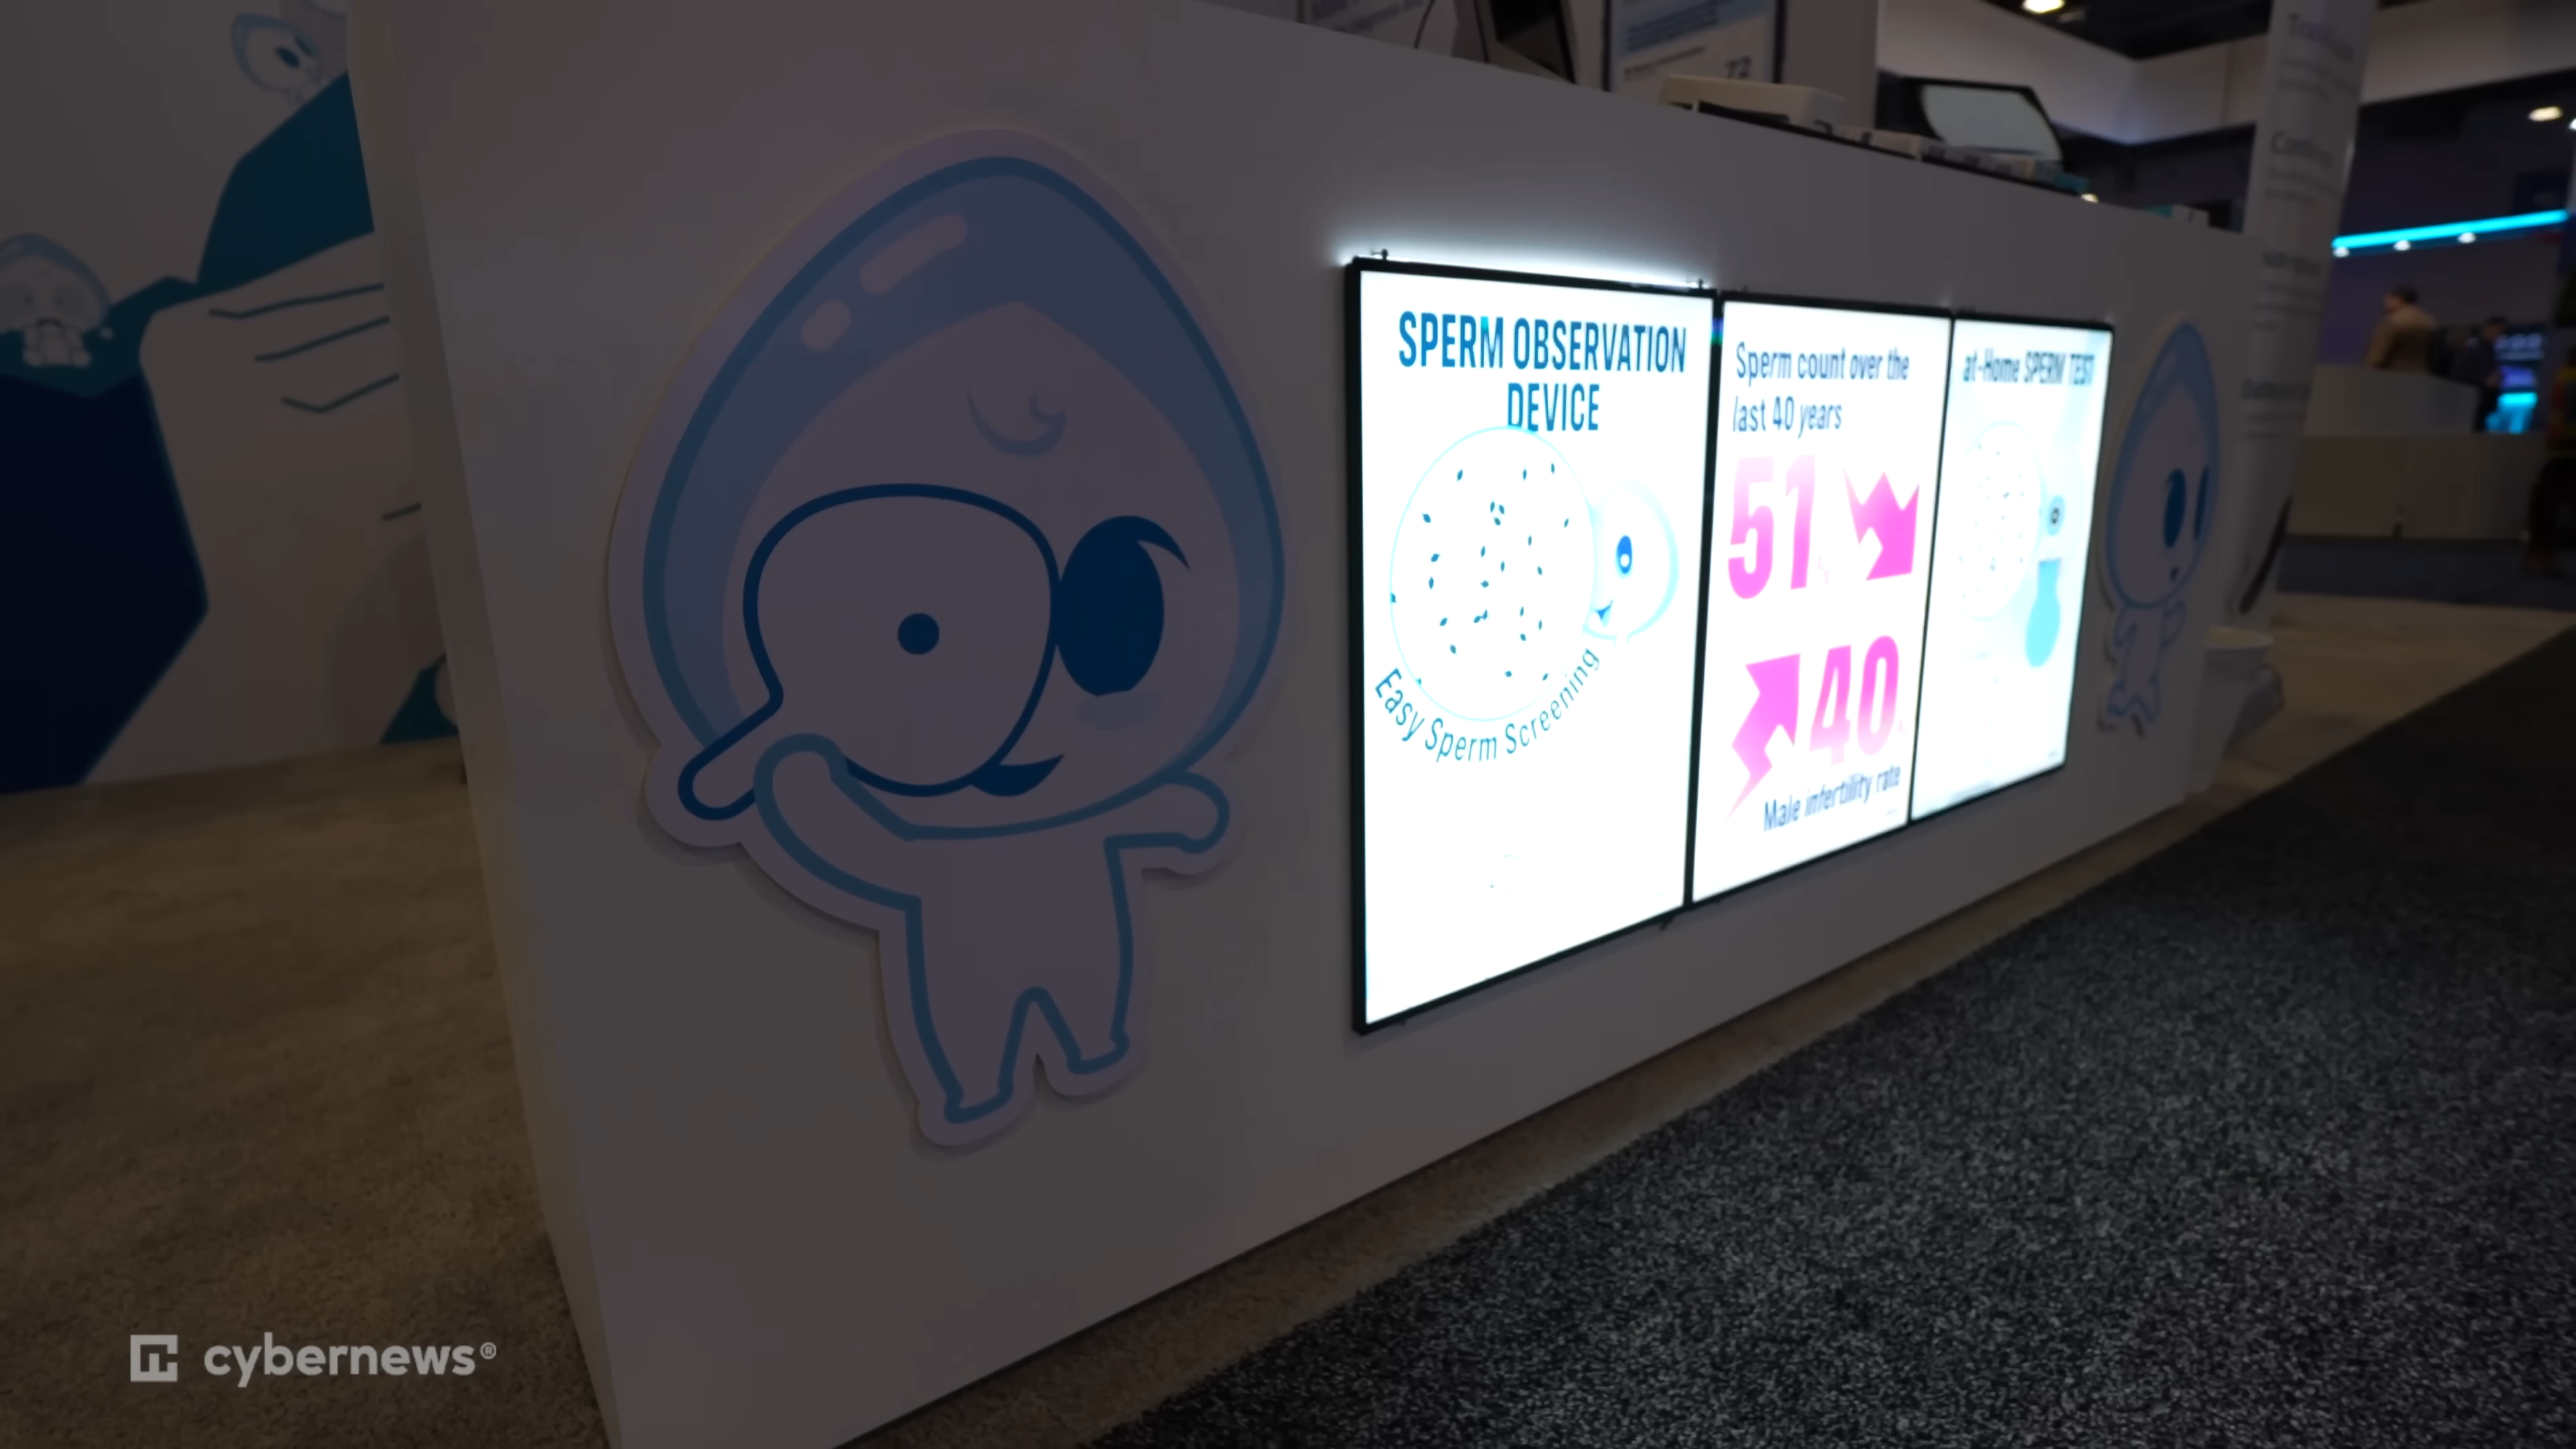 SPERM OBSERVATION
DEVICE
Easy Sperm Screening
Sperm count over the
last 40 years
51
40
Male infertility rate
at-Home SPERM TEST
72
cybernews®